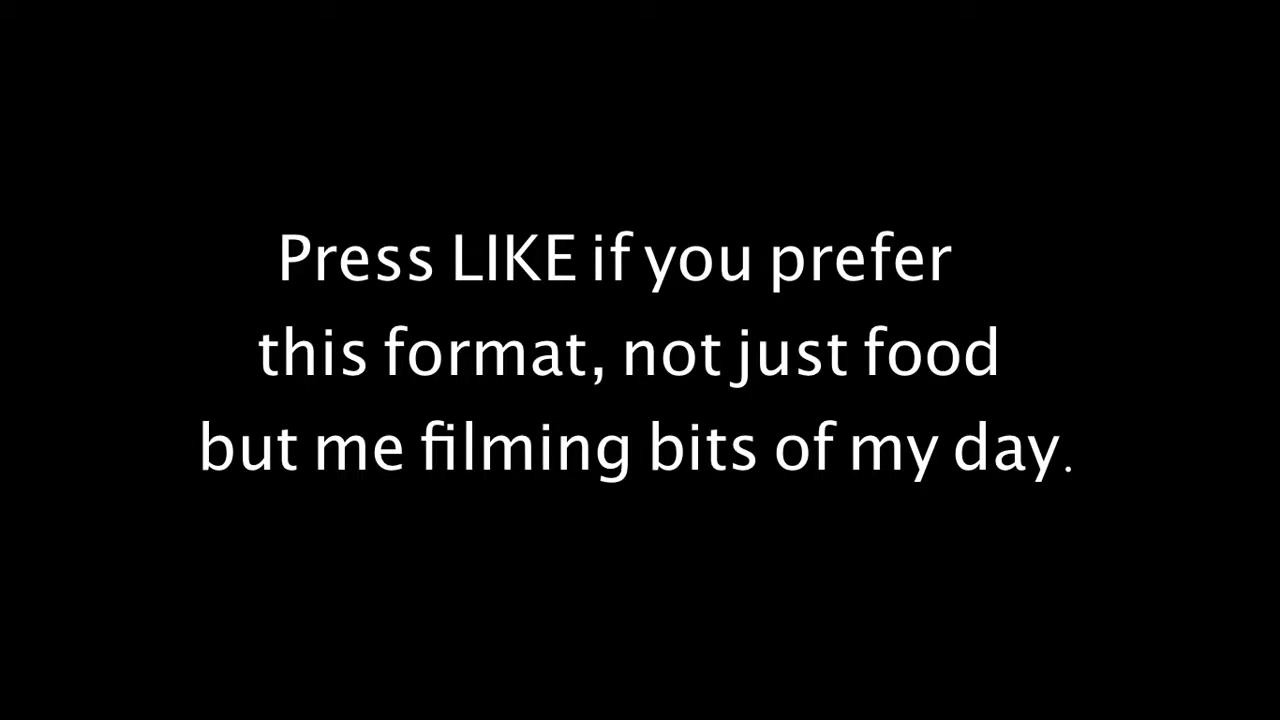 Press LIKE if you prefer
this format, not just food
but me filming bits of my day.